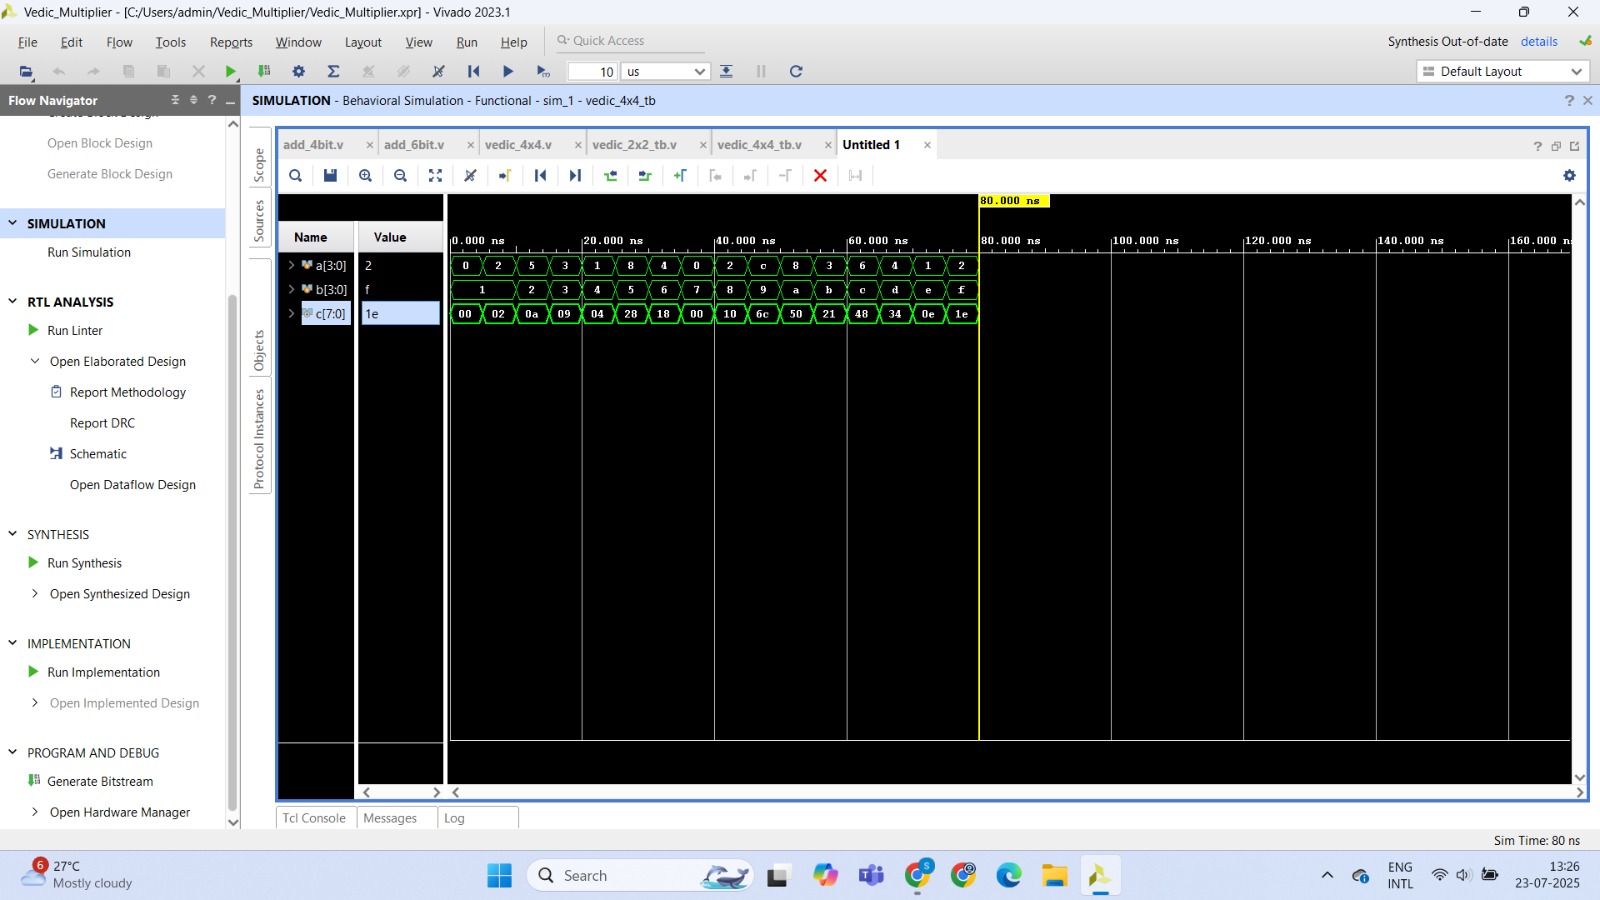 Vedic_Multiplier - [C:/Users/admin/Vedic_Multiplier/Vedic_Multiplier.xpr] - Vivado 2023.1
File Edit Flow Tools Reports Window Layout View Run Help Quick Access
Synthesis Out-of-date details
10 us
Default Layout
Flow Navigator
SIMULATION - Behavioral Simulation - Functional - sim_1 - vedic_4x4_tb
Create Block Design
Open Block Design
Generate Block Design
SIMULATION
Run Simulation
RTL ANALYSIS
Run Linter
Open Elaborated Design
Report Methodology
Report DRC
Schematic
Open Dataflow Design
SYNTHESIS
Run Synthesis
Open Synthesized Design
IMPLEMENTATION
Run Implementation
Open Implemented Design
PROGRAM AND DEBUG
Generate Bitstream
Open Hardware Manager
Scope
Sources
Objects
Protocol Instances
add_4bit.v add_6bit.v vedic_4x4.v vedic_2x2_tb.v vedic_4x4_tb.v Untitled 1
80.000 ns
Name Value
0.000 ns 20.000 ns 40.000 ns 60.000 ns 80.000 ns 100.000 ns 120.000 ns 140.000 ns 160.000 n
a[3:0] 2 0 2 5 3 1 8 4 0 2 c 8 3 6 4 1 2
b[3:0] f 1 2 3 4 5 6 7 8 9 a b c d e f
c[7:0] 1e 00 02 0a 09 04 28 18 00 10 6c 50 21 48 34 0e 1e
Tcl Console Messages Log
Sim Time: 80 ns
6
27°C
Mostly cloudy
Search
S
ENG
INTL
13:26
23-07-2025